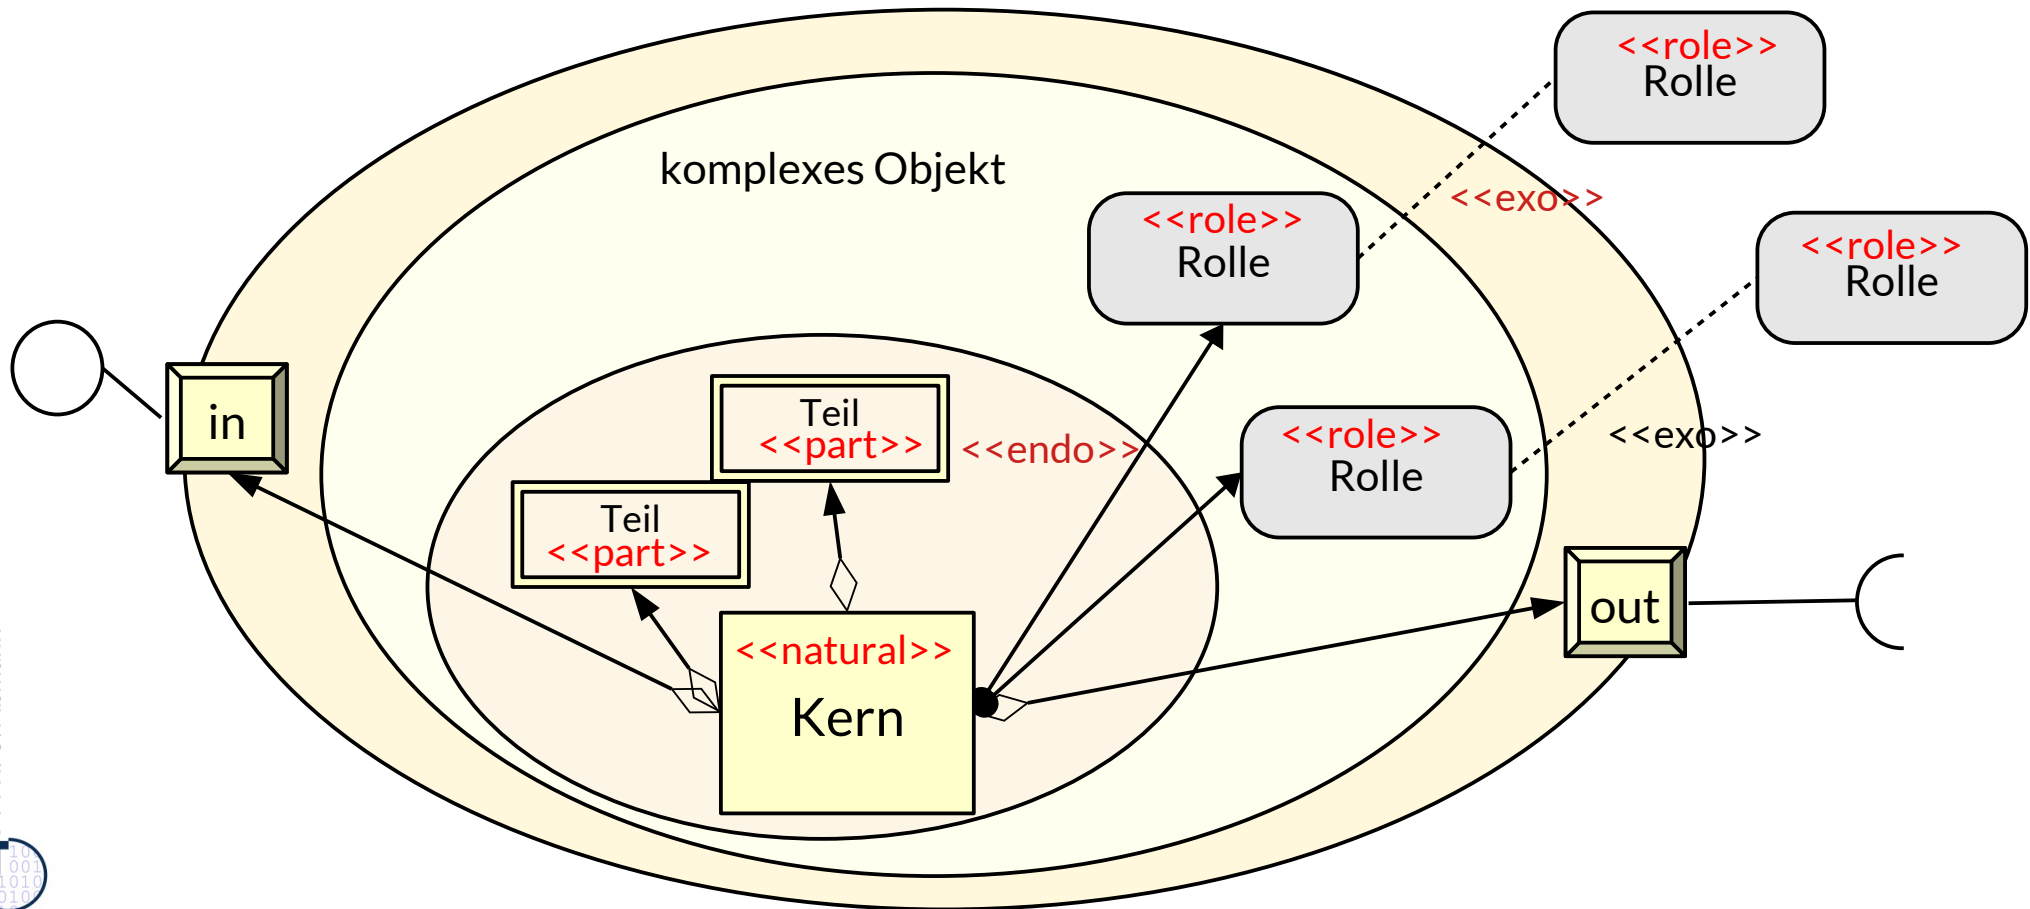 <<role>>
Rolle
komplexes Objekt
<<exo>>
<<role>>
Rolle
<<role>>
Rolle
in
Teil
<<part>>
<<endo>>
<<exo>>
<<role>>
Rolle
Teil
<<part>>
out
<<natural>>
Kern